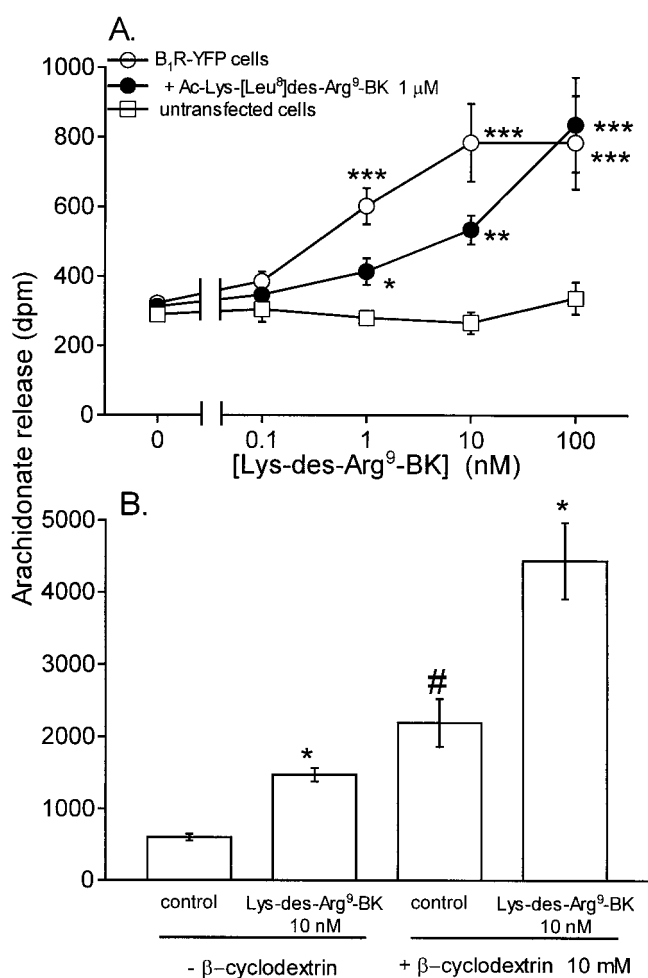 A.
B₁R-YFP cells
+ Ac-Lys-[Leu⁸]des-Arg⁹-BK 1 μM
untransfected cells
1000
800
600
400
200
0
***
***
***
***
**
*
0
0.1
1
10
100
[Lys-des-Arg⁹-BK] (nM)
Arachidonate release (dpm)
B.
5000
4000
3000
2000
1000
0
*
#
*
control
Lys-des-Arg⁹-BK
10 nM
control
Lys-des-Arg⁹-BK
10 nM
- β-cyclodextrin
+ β-cyclodextrin 10 mM